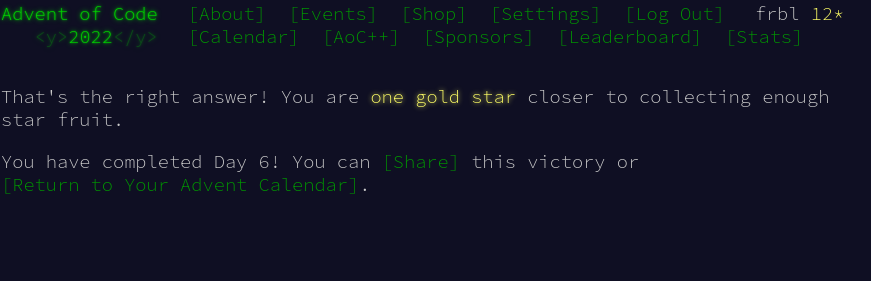 Advent of Code [About] [Events] [Shop] [Settings] [Log Out] frbl 12*
<y>2022</y> [Calendar] [AoC++] [Sponsors] [Leaderboard] [Stats]
That's the right answer! You are one gold star closer to collecting enough
star fruit.
You have completed Day 6! You can [Share] this victory or
[Return to Your Advent Calendar].